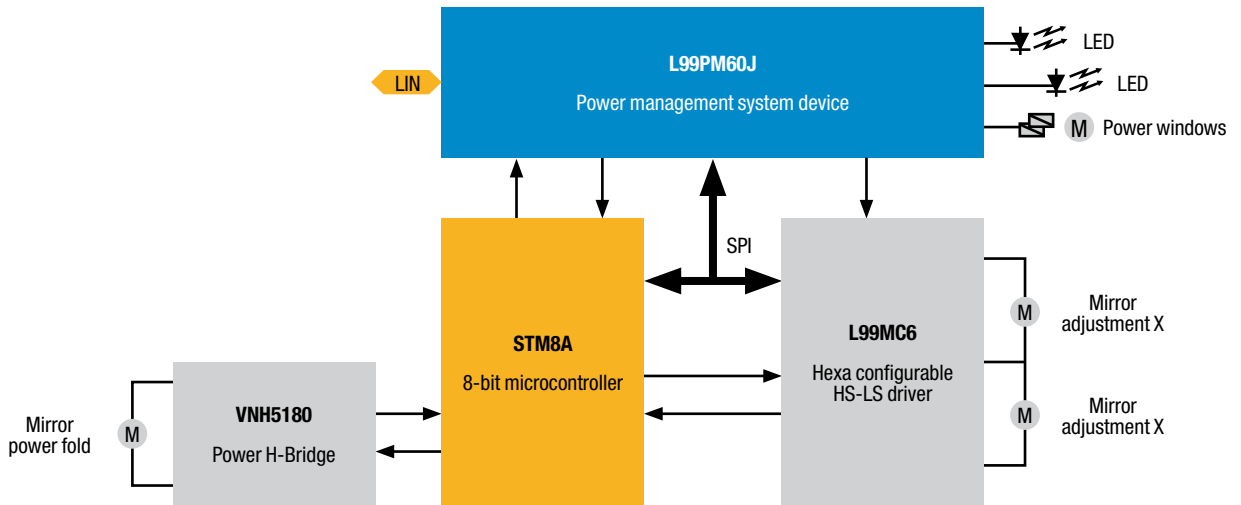 L99PM60J
Power management system device
LIN
LED
LED
M
Power windows
SPI
STM8A
8-bit microcontroller
L99MC6
Hexa configurable
HS-LS driver
M
Mirror
adjustment X
M
Mirror
adjustment X
VNH5180
Power H-Bridge
Mirror
power fold
M